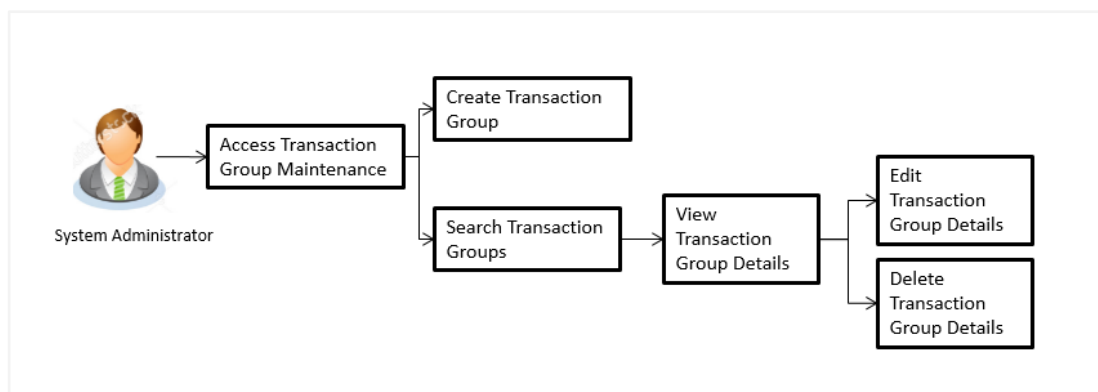 System Administrator
Access Transaction
Group Maintenance
Create Transaction
Group
Search Transaction
Groups
View
Transaction
Group Details
Edit
Transaction
Group Details
Delete
Transaction
Group Details